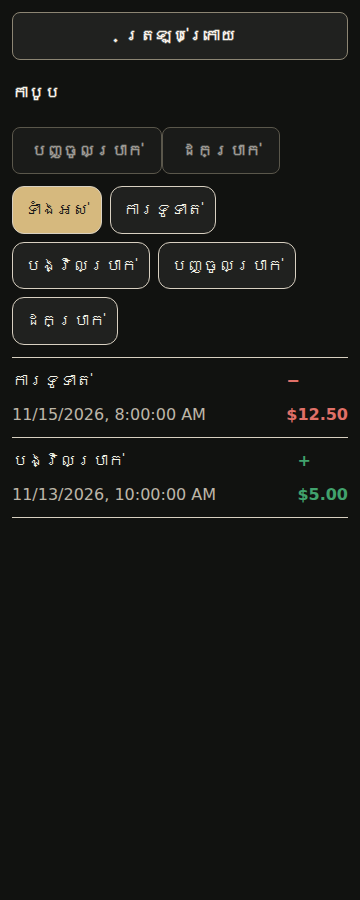 ត្រឡប់ក្រោយ
កាបូប
បញ្ចូលប្រាក់ ដកប្រាក់
ទាំងអស់ ការទូទាត់
បង្វិលប្រាក់ បញ្ចូលប្រាក់
ដកប្រាក់
ការទូទាត់ −
11/15/2026, 8:00:00 AM $12.50
បង្វិលប្រាក់ +
11/13/2026, 10:00:00 AM $5.00